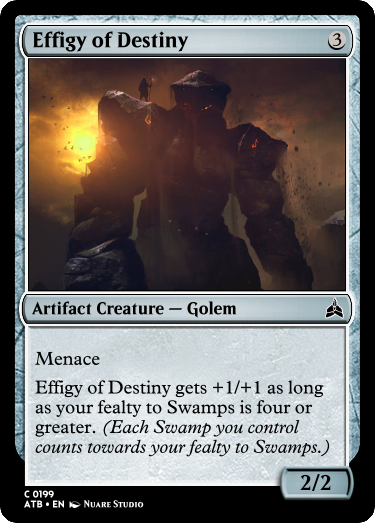 Effigy of Destiny 3
Artifact Creature — Golem
Menace
Effigy of Destiny gets +1/+1 as long
as your fealty to Swamps is four or
greater. (Each Swamp you control
counts towards your fealty to Swamps.)
2/2
C 0199
ATB • EN Nuare Studio